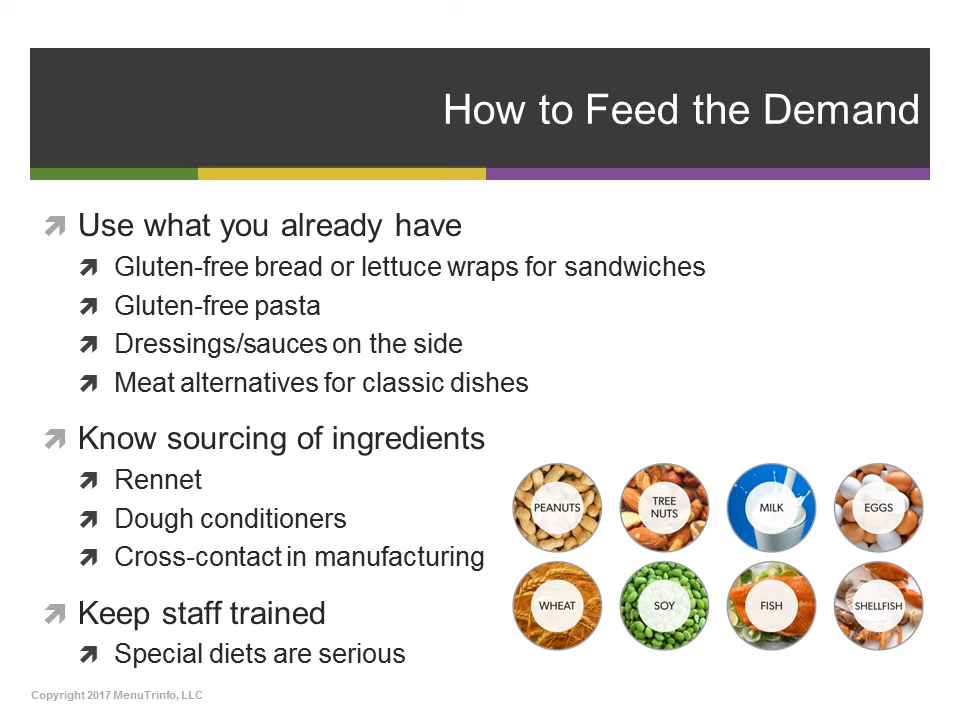 How to Feed the Demand
Use what you already have
Gluten-free bread or lettuce wraps for sandwiches
Gluten-free pasta
Dressings/sauces on the side
Meat alternatives for classic dishes
Know sourcing of ingredients
Rennet
Dough conditioners
Cross-contact in manufacturing
Keep staff trained
Special diets are serious
PEANUTS
TREE
NUTS
MILK
EGGS
WHEAT
SOY
FISH
SHELLFISH
Copyright 2017 MenuTrinfo, LLC